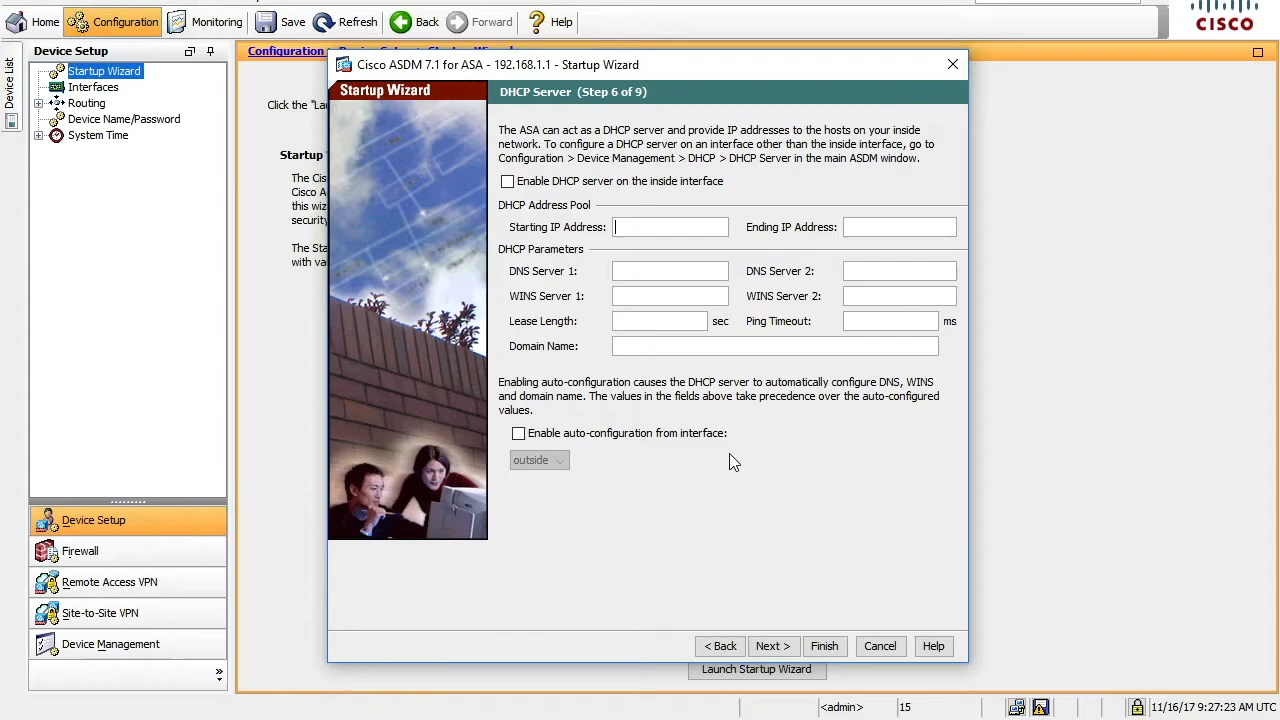 Home
Configuration
Monitoring
Save
Refresh
Back
Forward
Help
CISCO
Device List
Device Setup
Startup Wizard
Interfaces
Routing
Device Name/Password
System Time
Device Setup
Firewall
Remote Access VPN
Site-to-Site VPN
Device Management
»
Configuration
Click the "Lau
Startup
The Cis
Cisco A
this wiz
security
The Sta
with va
Cisco ASDM 7.1 for ASA - 192.168.1.1 - Startup Wizard
Startup Wizard
DHCP Server (Step 6 of 9)
The ASA can act as a DHCP server and provide IP addresses to the hosts on your inside
network. To configure a DHCP server on an interface other than the inside interface, go to
Configuration > Device Management > DHCP > DHCP Server in the main ASDM window.
Enable DHCP server on the inside interface
DHCP Address Pool
Starting IP Address: Ending IP Address:
DHCP Parameters
DNS Server 1: DNS Server 2:
WINS Server 1: WINS Server 2:
Lease Length: sec Ping Timeout: ms
Domain Name:
Enabling auto-configuration causes the DHCP server to automatically configure DNS, WINS
and domain name. The values in the fields above take precedence over the auto-configured
values.
Enable auto-configuration from interface:
outside
< Back Next > Finish Cancel Help
Launch Startup Wizard
<admin> 15 11/16/17 9:27:23 AM UTC